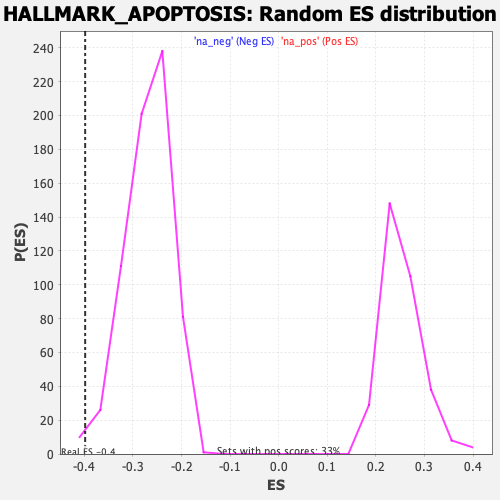 HALLMARK_APOPTOSIS: Random ES distribution
'na_neg' (Neg ES) 'na_pos' (Pos ES)
240
220
200
180
160
140
120
100
80
60
40
20
0
P(ES)
Real ES -0.4
Sets with pos scores: 33%
-0.4 -0.3 -0.2 -0.1 0.0 0.1 0.2 0.3 0.4
ES